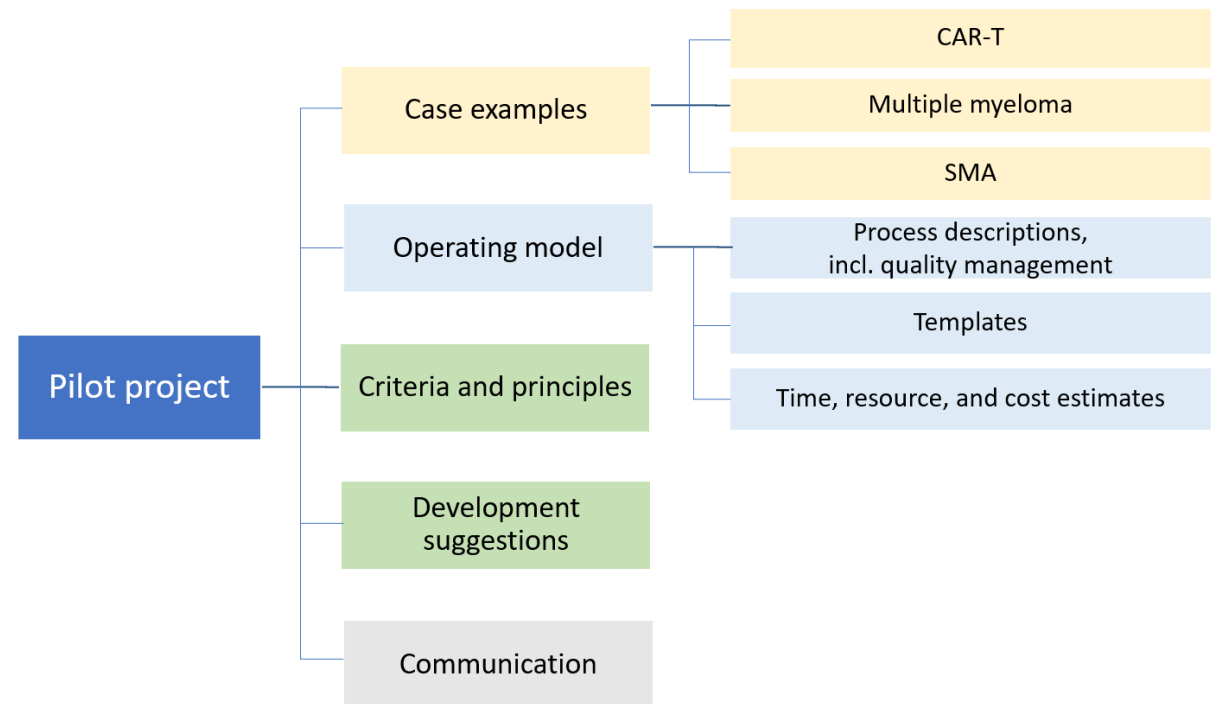 Pilot project
Case examples
CAR-T
Multiple myeloma
SMA
Operating model
Process descriptions,
incl. quality management
Templates
Time, resource, and cost estimates
Criteria and principles
Development
suggestions
Communication